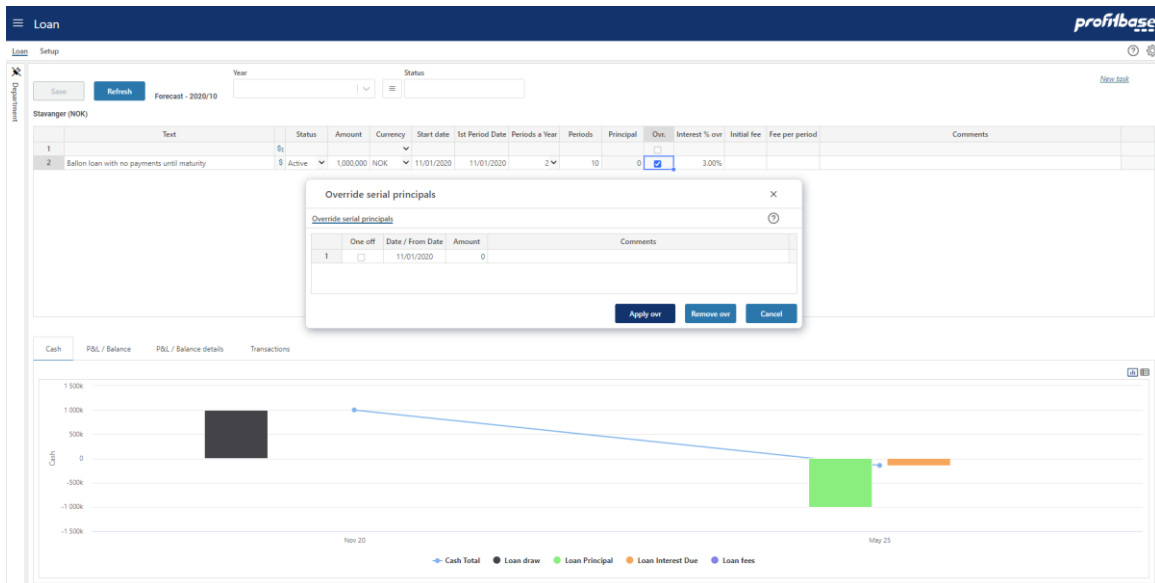 Loan
profitbase
Loan Setup
Department
Year Status
Save Refresh Forecast - 2020/10
New task
Stavanger (NOK)
Text Status Amount Currency Start date 1st Period Date Periods a Year Periods Principal Ovr. Interest % ovr Initial fee Fee per period Comments
1
2 Ballon loan with no payments until maturity $ Active 1,000,000 NOK 11/01/2020 11/01/2020 2 10 0 3.00%
Override serial principals
Override serial principals
One off Date / From Date Amount Comments
1 11/01/2020 0
Apply ovr Remove ovr Cancel
Cash P&L / Balance P&L / Balance details Transactions
1 500k
1 000k
500k
0
-500k
-1 000k
-1 500k
Cash
Nov 20 May 25
Cash Total Loan draw Loan Principal Loan Interest Due Loan fees